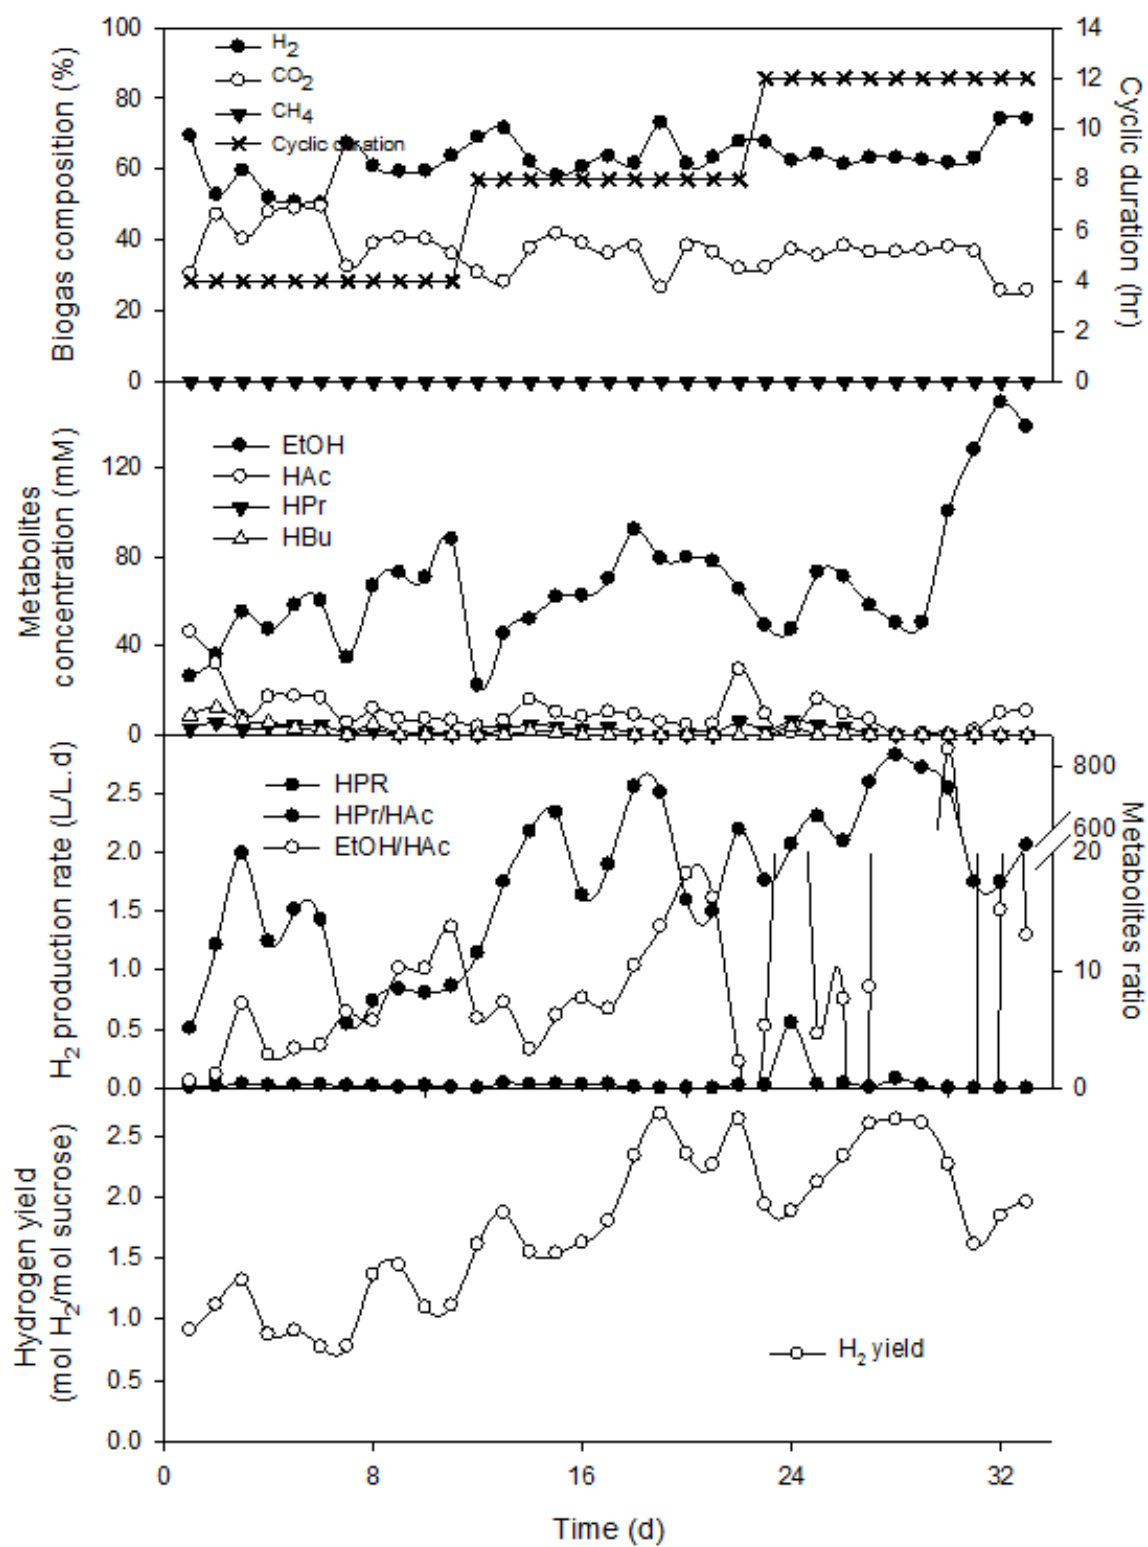 Biogas composition (%)
100
80
60
40
20
0
H2
CO2
CH4
Cyclic duration
14
12
10
8
6
4
2
0
Cyclic duration (hr)
Metabolites
concentration (mM)
120
80
40
0
EtOH
HAc
HPr
HBu
H2 production rate (L/L.d)
2.5
2.0
1.5
1.0
0.5
0.0
HPR
HPr/HAc
EtOH/HAc
800
600
20
10
0
Metabolites ratio
Hydrogen yield
(mol H2/mol sucrose)
2.5
2.0
1.5
1.0
0.5
0.0
H2 yield
0 8 16 24 32
Time (d)